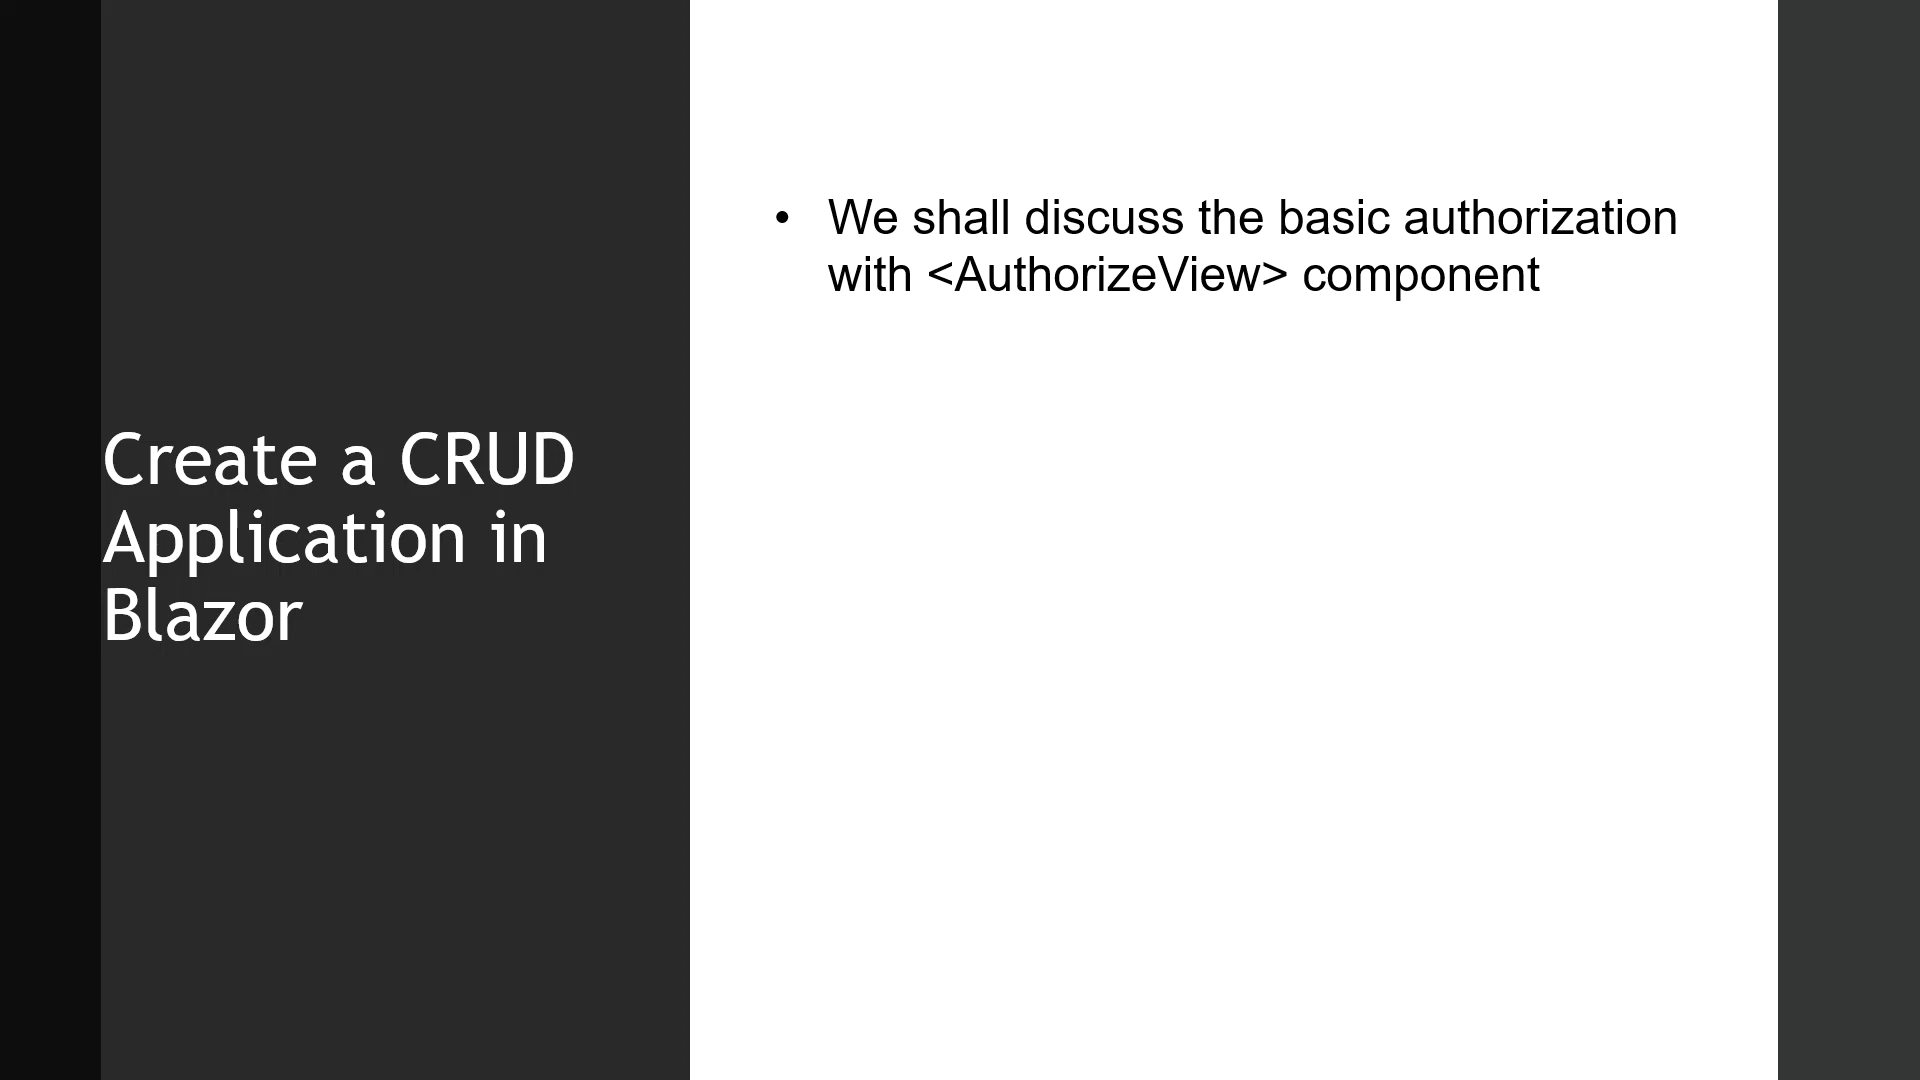 Create a CRUD
Application in
Blazor
• We shall discuss the basic authorization
with <AuthorizeView> component